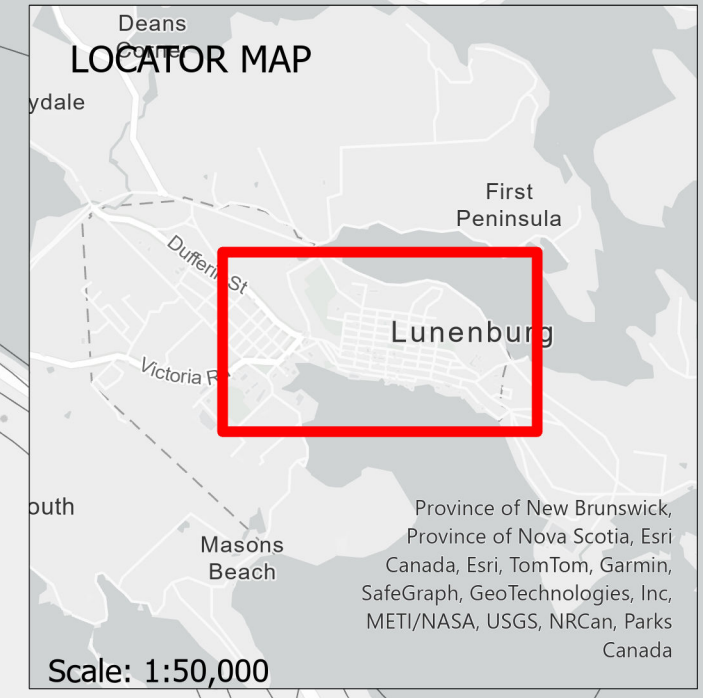 Deans
Corner
LOCATOR MAP
ydale
First
Peninsula
Dufferin St
Lunenburg
Victoria R
outh
Masons
Beach
Province of New Brunswick,
Province of Nova Scotia, Esri
Canada, Esri, TomTom, Garmin,
SafeGraph, GeoTechnologies, Inc,
METI/NASA, USGS, NRCan, Parks
Canada
Scale: 1:50,000